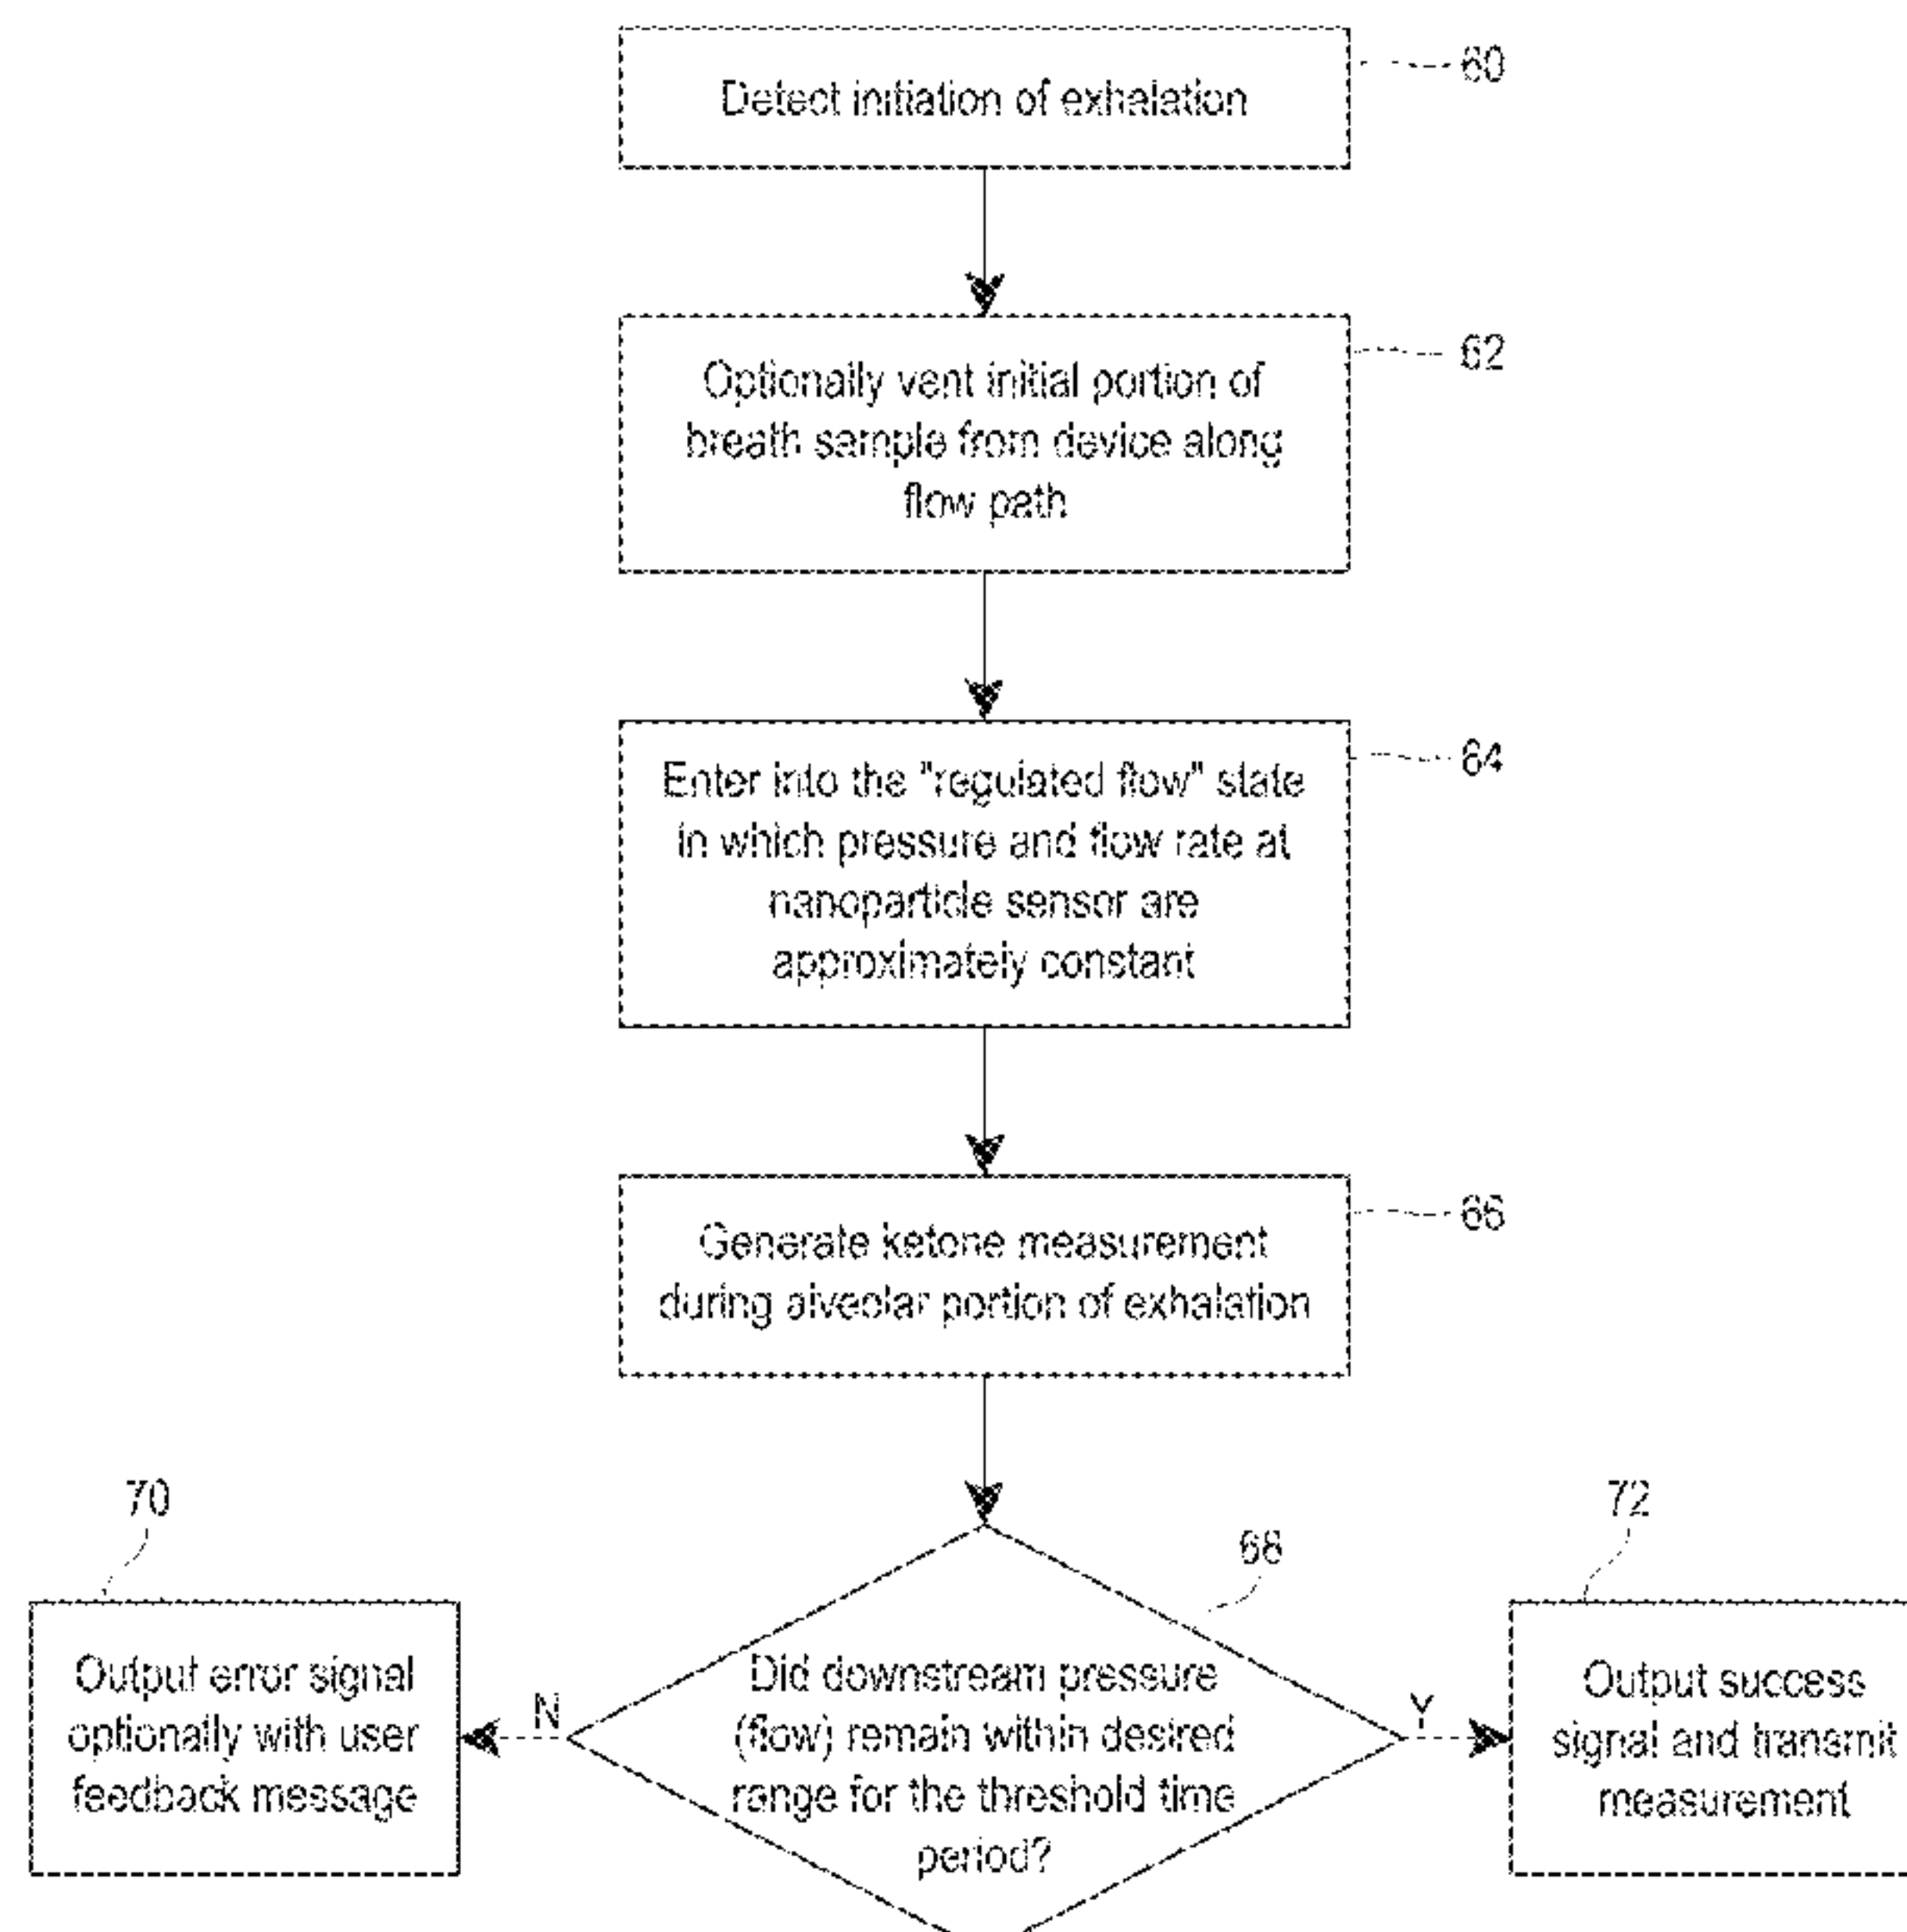 Detect initiation of exhalation
60
Optionally vent initial portion of
breath sample from device along
flow path
62
Enter into the "regulated flow" state
in which pressure and flow rate at
nanoparticle sensor are
approximately constant
64
Generate ketone measurement
during alveolar portion of exhalation
66
70
Output error signal
optionally with user
feedback message
N
68
Did downstream pressure
(flow) remain within desired
range for the threshold time
period?
Y
72
Output success
signal and transmit
measurement